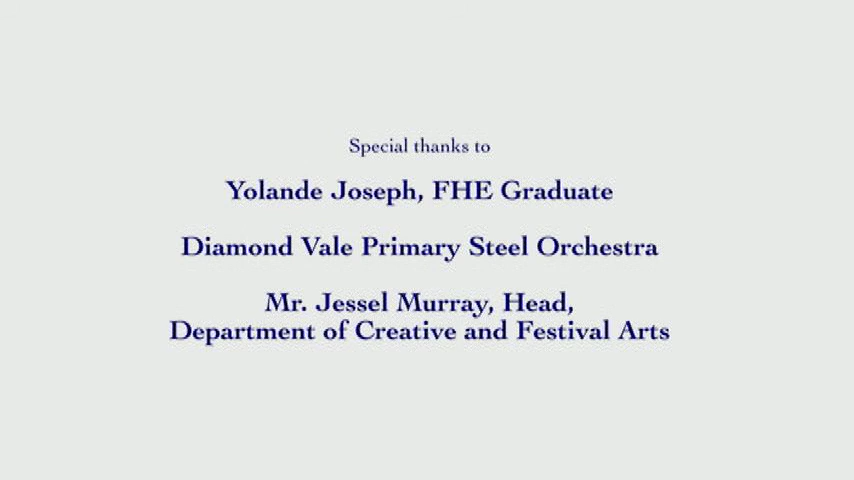 Special thanks to
Yolande Joseph, FHE Graduate
Diamond Vale Primary Steel Orchestra
Mr. Jessel Murray, Head,
Department of Creative and Festival Arts